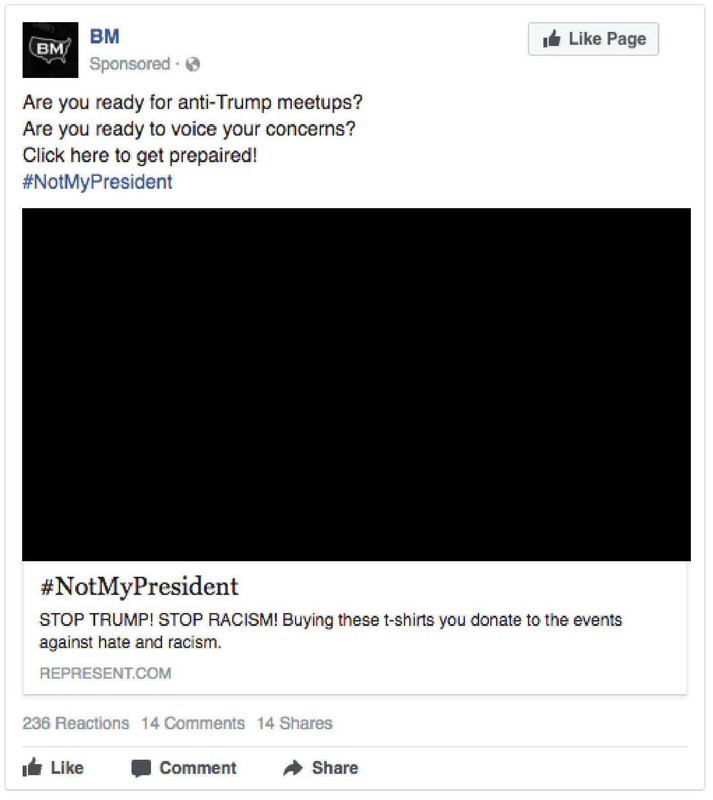 BM
BM
Like Page
Sponsored ·
Are you ready for anti-Trump meetups?
Are you ready to voice your concerns?
Click here to get prepaired!
#NotMyPresident
#NotMyPresident
STOP TRUMP! STOP RACISM! Buying these t-shirts you donate to the events
against hate and racism.
REPRESENT.COM
236 Reactions 14 Comments 14 Shares
Like Comment Share